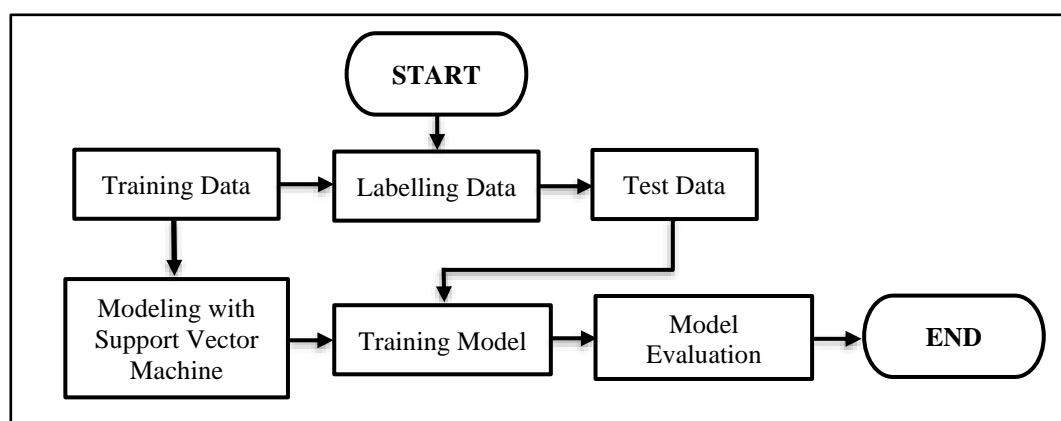 START
Training Data
Labelling Data
Test Data
Modeling with
Support Vector
Machine
Training Model
Model
Evaluation
END